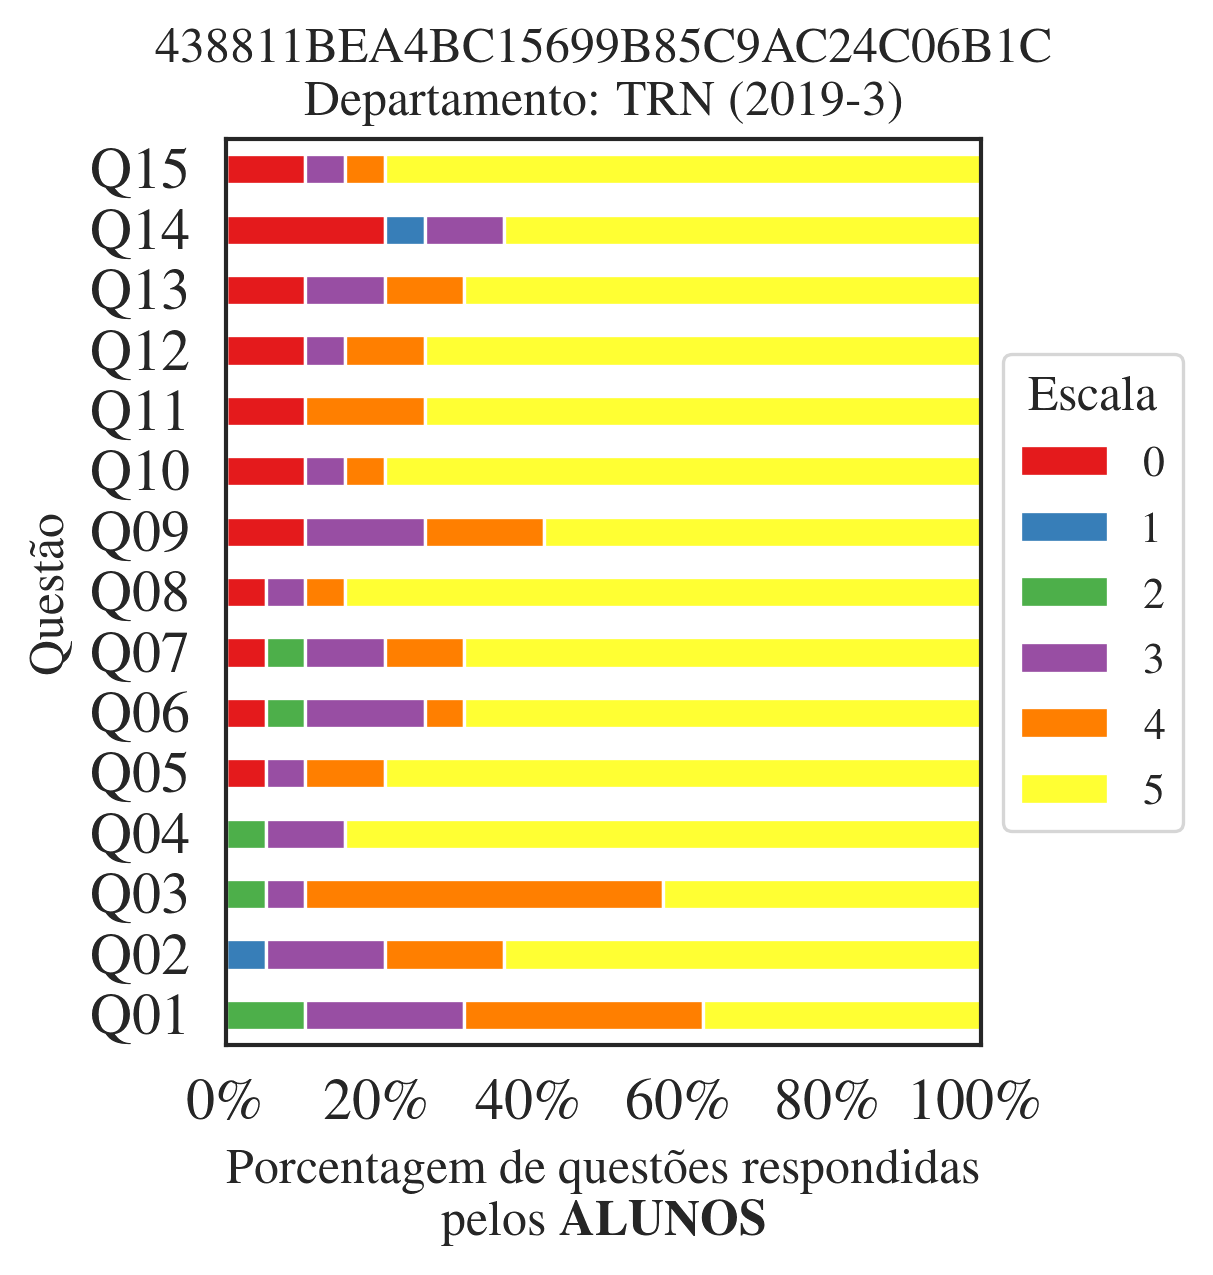 438811BEA4BC15699B85C9AC24C06B1C
Departamento: TRN (2019-3)
Questão
Q15
Q14
Q13
Q12
Q11
Q10
Q09
Q08
Q07
Q06
Q05
Q04
Q03
Q02
Q01
0% 20% 40% 60% 80% 100%
Porcentagem de questões respondidas
pelos ALUNOS
Escala
0
1
2
3
4
5